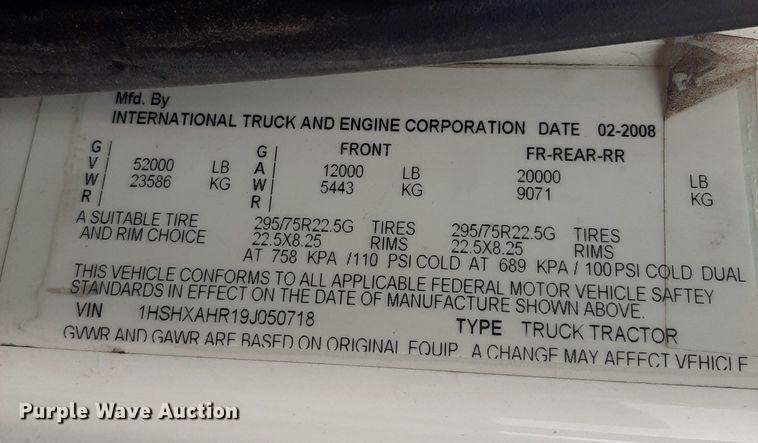 Mfd. By
INTERNATIONAL TRUCK AND ENGINE CORPORATION DATE 02-2008
G G FRONT FR-REAR-RR
V 52000 LB A 12000 LB 20000 LB
W 23586 KG W 5443 KG 9071 KG
R R
A SUITABLE TIRE 295/75R22.5G TIRES 295/75R22.5G TIRES
AND RIM CHOICE 22.5X8.25 RIMS 22.5X8.25 RIMS
AT 758 KPA /110 PSI COLD AT 689 KPA / 100 PSI COLD DUAL
THIS VEHICLE CONFORMS TO ALL APPLICABLE FEDERAL MOTOR VEHICLE SAFTEY
STANDARDS IN EFFECT ON THE DATE OF MANUFACTURE SHOWN ABOVE.
VIN 1HSHXAHR19J050718 TYPE TRUCK TRACTOR
GVWR AND GAWR ARE BASED ON ORIGINAL EQUIP. A CHANGE MAY AFFECT VEHICLE
Purple Wave Auction